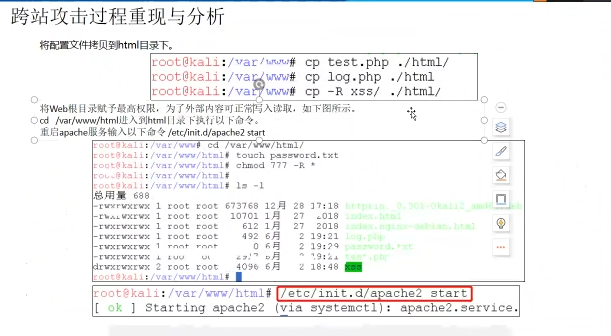 跨站攻击过程重现与分析
将配置文件拷贝到html目录下。
root@kali:/var/www# cp test.php ./html/
root@kali:/var/www# cp log.php ./html
root@kali:/var/www# cp -R xss/ ./html/
将Web根目录赋予最高权限，为了外部内容可正常写入读取，如下图所示。
cd /var/www/html进入到html目录下执行以下命令。
重启apache服务输入以下命令/etc/init.d/apache2 start
root@kali:/var/www# cd /var/www/html/
root@kali:/var/www/html# touch password.txt
root@kali:/var/www/html# chmod 777 -R *
root@kali:/var/www/html#
root@kali:/var/www/html# ls -l
总用量 688
-rwxrwxrwx 1 root root 673768 12月 28 17:18
-rwxrwxrwx 1 root root 10701 1月 27 2018 index.html
-rwxrwxrwx 1 root root 612 1月 27 2018 index.nginx-debian.html
-rwxrwxrwx 1 root root 492 6月 2 19:21 log.php
-rwxrwxrwx 1 root root 0 6月 2 19:29 password.txt
-rwxrwxrwx 1 root root 6月 2 19:21 test.php
drwxrwxrwx 2 root root 4096 6月 2 18:48 xss
root@kali:/var/www/html#
root@kali:/var/www/html# /etc/init.d/apache2 start
[ ok ] Starting apache2 (via systemctl): apache2.service.